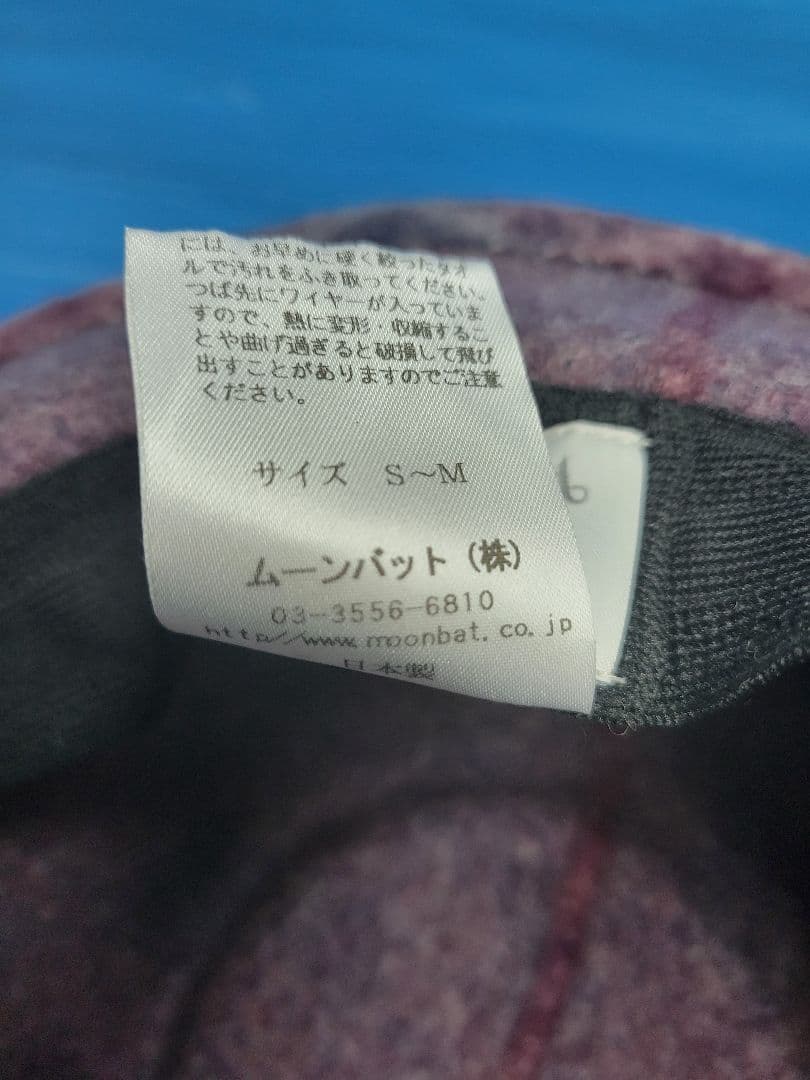 には、お早めに硬く絞ったタオ
ルで汚れをふき取ってください。
つば先にワイヤーが入っていま
すので、熱に変形・収縮するこ
とや曲げ過ぎると破損して飛び
出すことがありますのでご注意
ください。
サイズ S～M
ムーンバット（株）
03-3556-6810
http://www.moonbat.co.jp
日本製